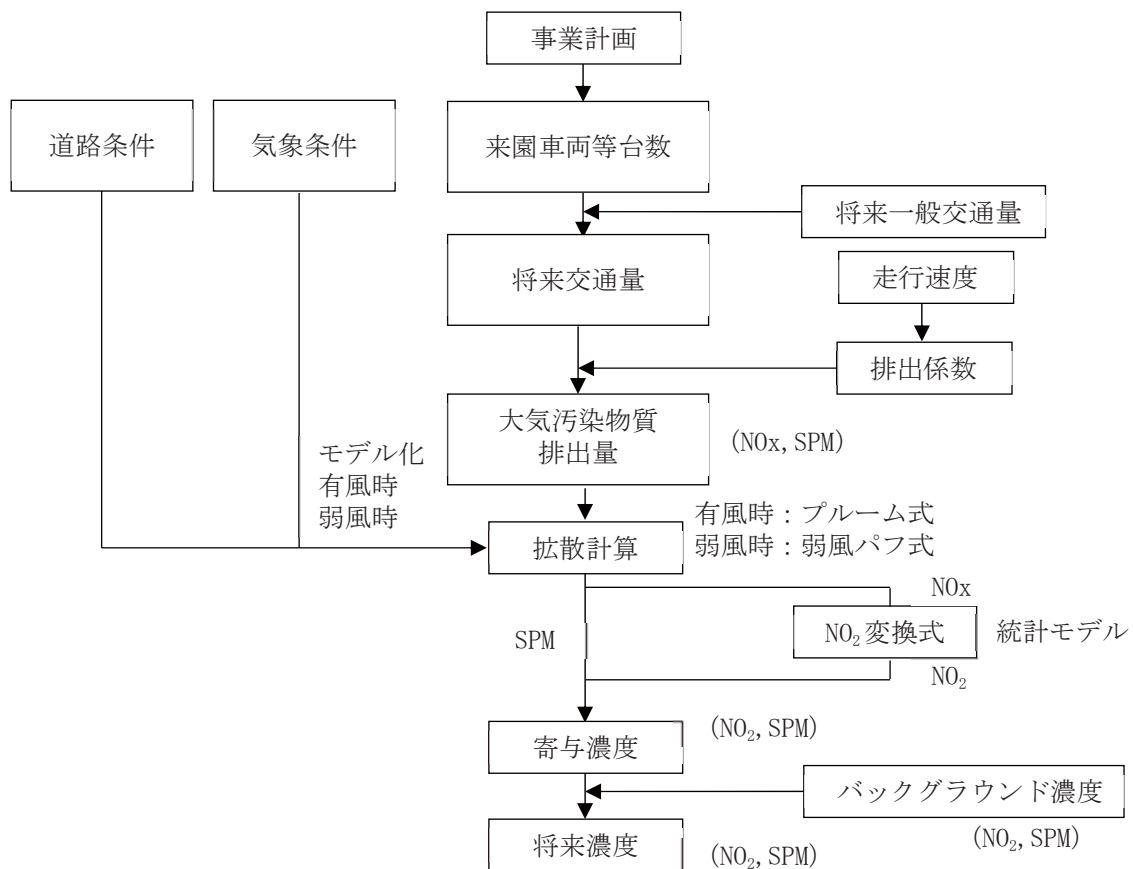 事業計画
道路条件
気象条件
来園車両等台数
将来一般交通量
将来交通量
走行速度
排出係数
大気汚染物質
排出量
(NOx, SPM)
モデル化
有風時
弱風時
拡散計算
有風時：プルーム式
弱風時：弱風パフ式
NOx
SPM
NO₂変換式
統計モデル
NO₂
寄与濃度
(NO₂, SPM)
バックグラウンド濃度
(NO₂, SPM)
将来濃度
(NO₂, SPM)